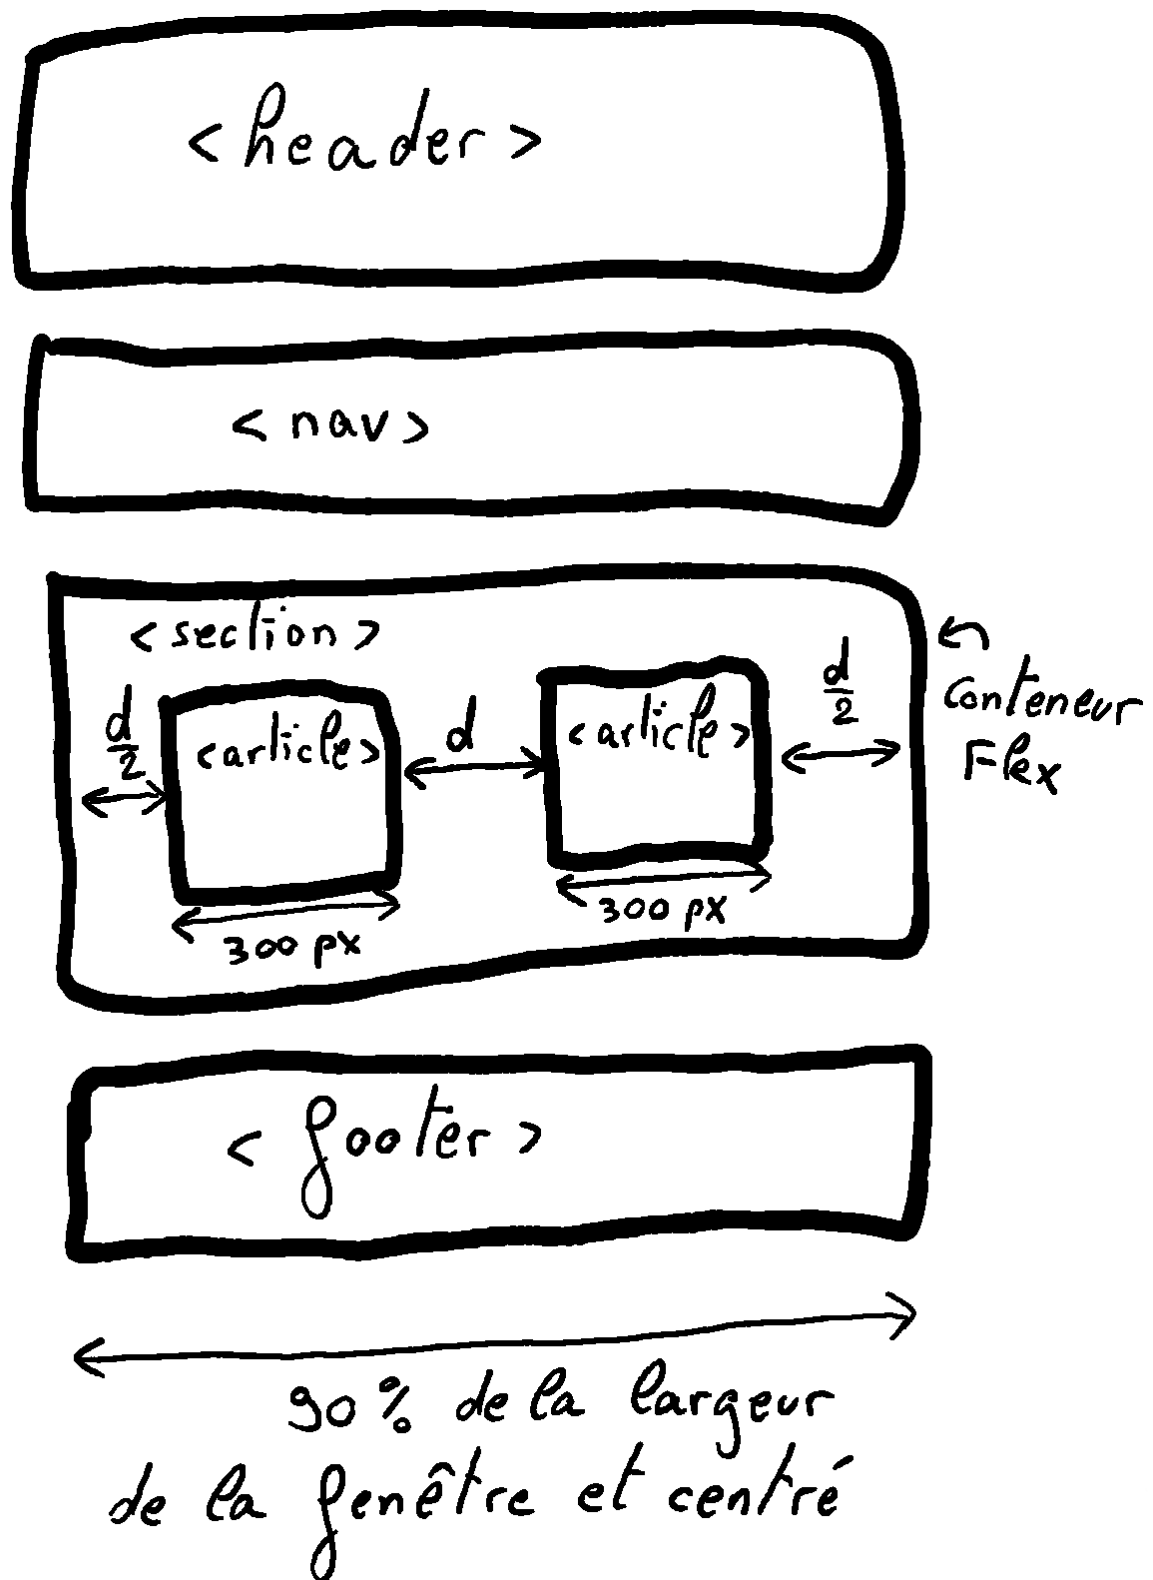 <header>
<nav>
<section>
d/2
<article>
d
<article>
d/2
conteneur
Flex
300 px
300 px
<footer>
90% de la largeur
de la fenêtre et centré